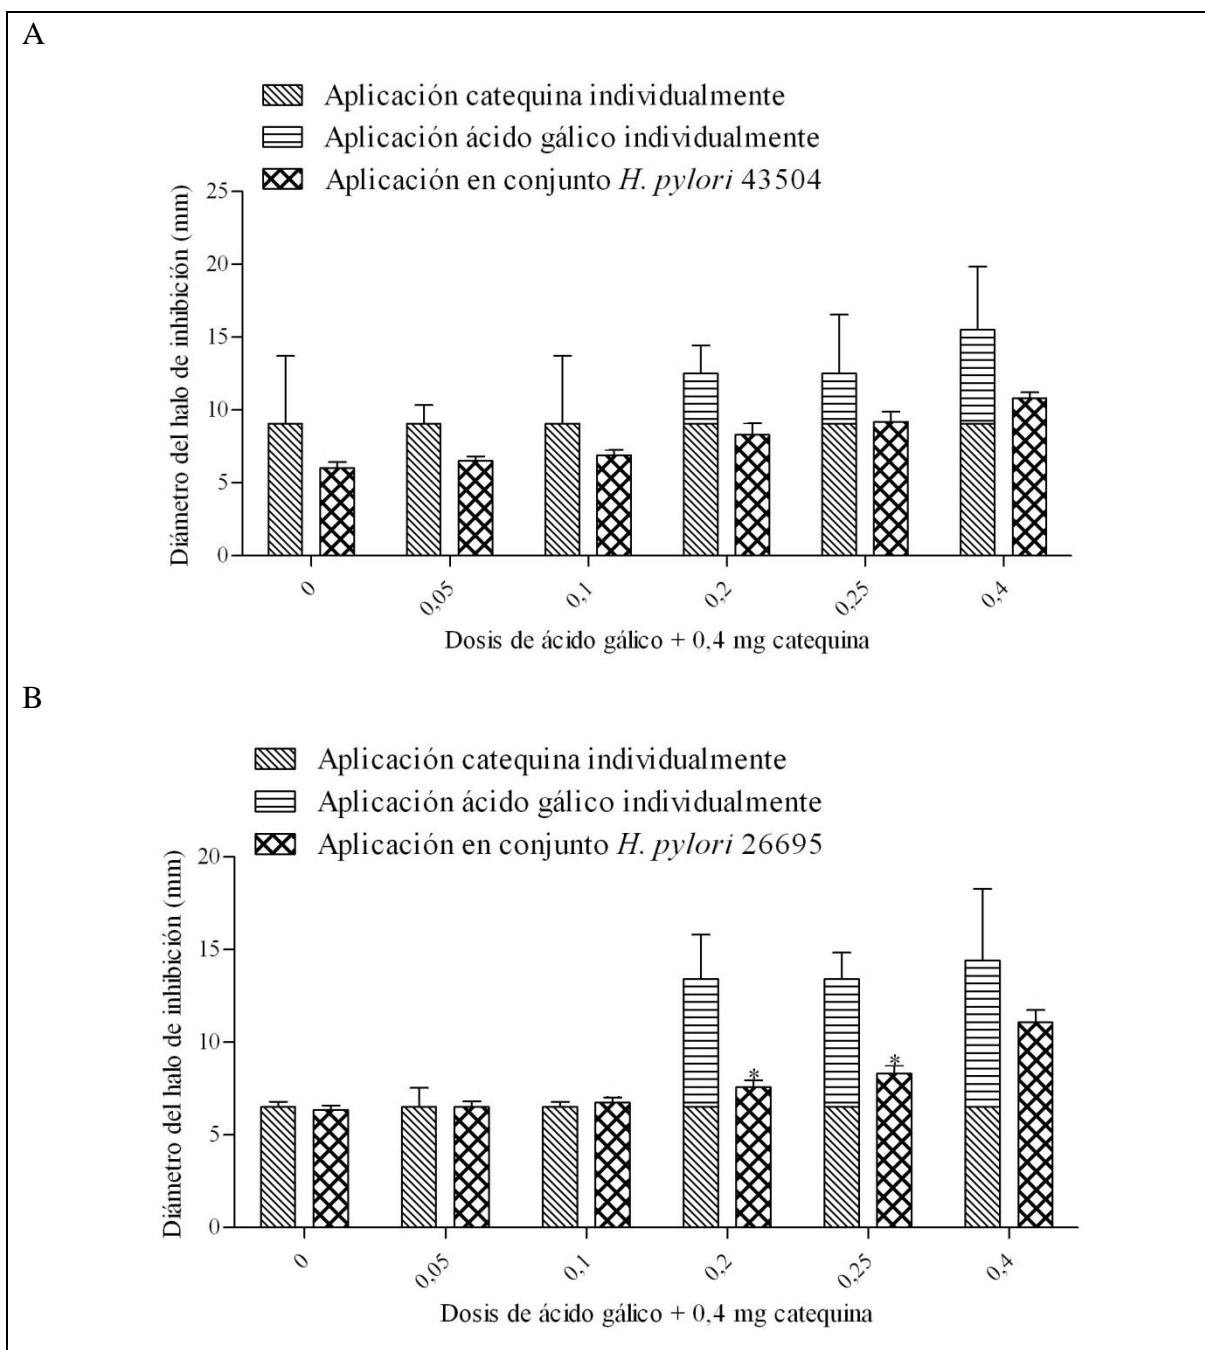 A
Aplicación catequina individualmente
Aplicación ácido gálico individualmente
Aplicación en conjunto H. pylori 43504
Diámetro del halo de inhibición (mm)
25
20
15
10
5
0
0
0,05
0,1
0,2
0,25
0,4
Dosis de ácido gálico + 0,4 mg catequina
B
Aplicación catequina individualmente
Aplicación ácido gálico individualmente
Aplicación en conjunto H. pylori 26695
Diámetro del halo de inhibición (mm)
20
15
10
5
0
*
*
0
0,05
0,1
0,2
0,25
0,4
Dosis de ácido gálico + 0,4 mg catequina